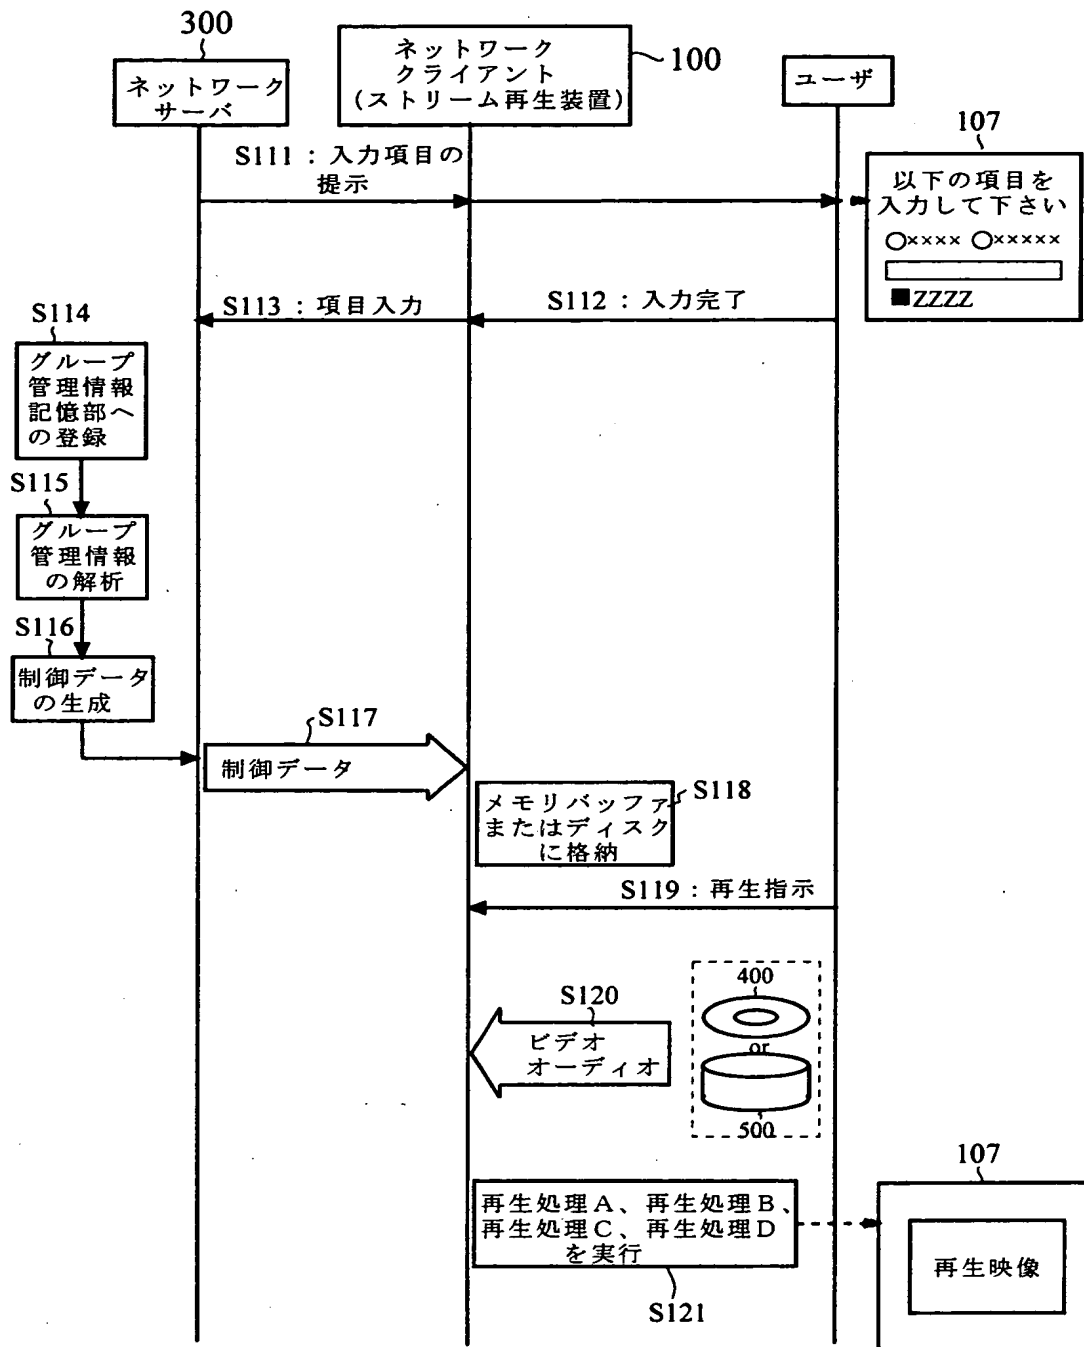 300
ネットワーク
サーバ
ネットワーク
クライアント
(ストリーム再生装置)
100
ユーザ
107
以下の項目を
入力して下さい
○×××× ○×××××
■ZZZZ
S111：入力項目の
提示
S113：項目入力
S112：入力完了
S114
グループ
管理情報
記憶部へ
の登録
S115
グループ
管理情報
の解析
S116
制御データ
の生成
S117
制御データ
メモリバッファ
またはディスク
に格納
S118
S119：再生指示
S120
ビデオ
オーディオ
400
or
500
再生処理A、再生処理B、
再生処理C、再生処理D
を実行
S121
107
再生映像